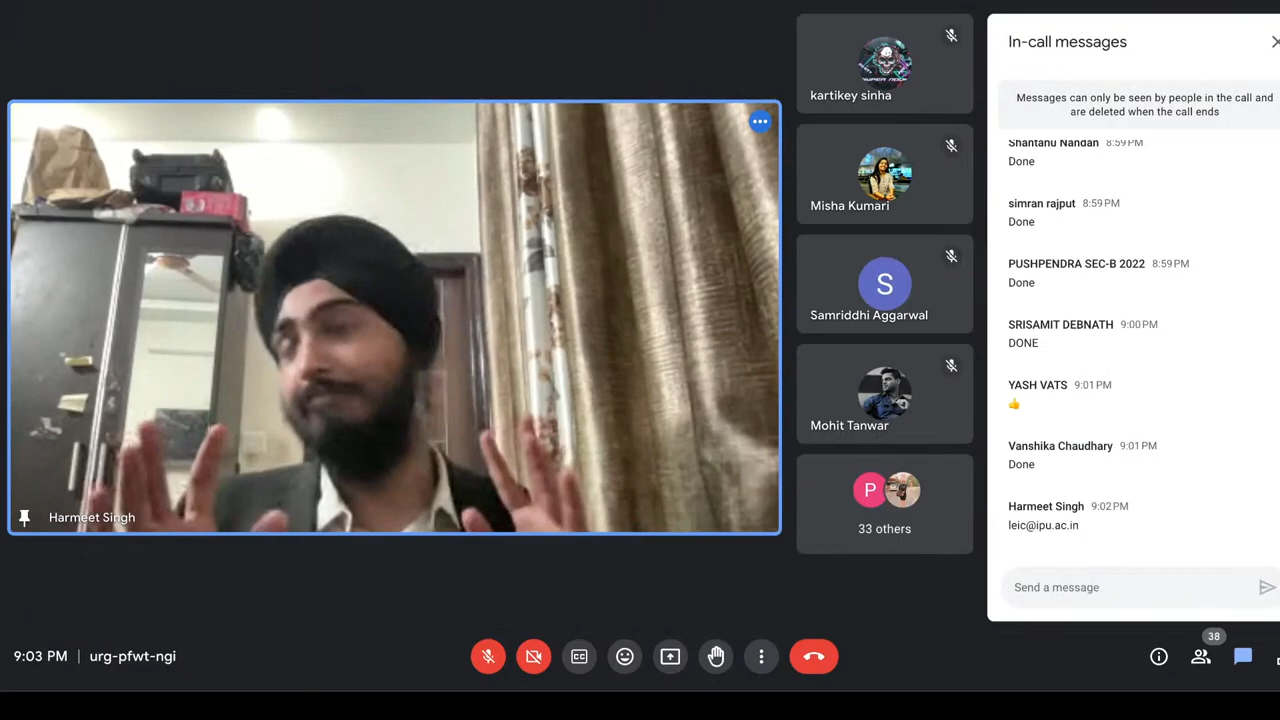 kartikey sinha
Misha Kumari
Samriddhi Aggarwal
S
Mohit Tanwar
P
33 others
Harmeet Singh
In-call messages
Messages can only be seen by people in the call and
are deleted when the call ends
Shantanu Nandan 8:59 PM
Done
simran rajput 8:59 PM
Done
PUSHPENDRA SEC-B 2022 8:59 PM
Done
SRISAMIT DEBNATH 9:00 PM
DONE
YASH VATS 9:01 PM
👍
Vanshika Chaudhary 9:01 PM
Done
Harmeet Singh 9:02 PM
leic@ipu.ac.in
Send a message
9:03 PM | urg-pfwt-ngi
CC
38